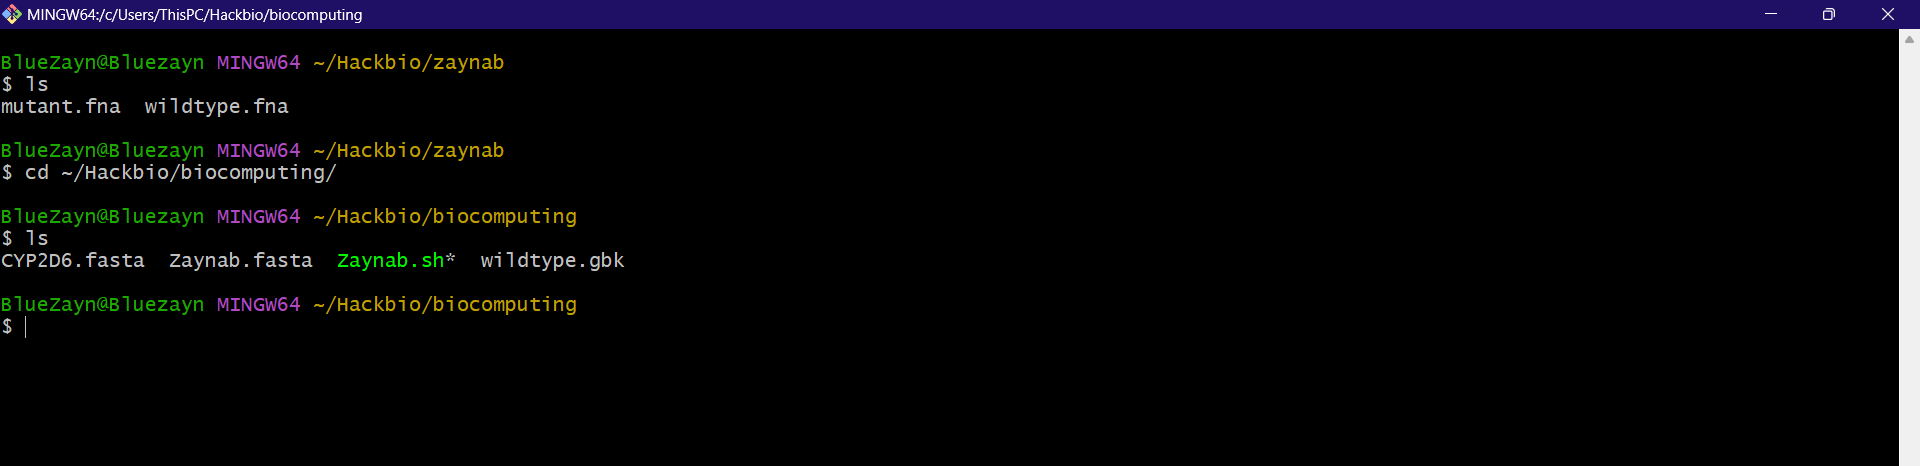 MINGW64:/c/Users/ThisPC/Hackbio/biocomputing
BlueZayn@Bluezayn MINGW64 ~/Hackbio/zaynab
$ ls
mutant.fna  wildtype.fna
BlueZayn@Bluezayn MINGW64 ~/Hackbio/zaynab
$ cd ~/Hackbio/biocomputing/
BlueZayn@Bluezayn MINGW64 ~/Hackbio/biocomputing
$ ls
CYP2D6.fasta  Zaynab.fasta  Zaynab.sh*  wildtype.gbk
BlueZayn@Bluezayn MINGW64 ~/Hackbio/biocomputing
$